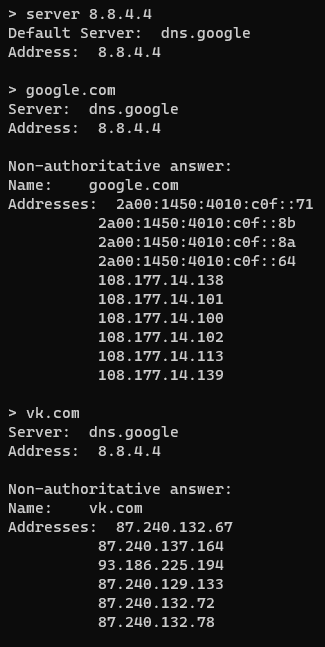 > server 8.8.4.4
Default Server:  dns.google
Address:  8.8.4.4

> google.com
Server:  dns.google
Address:  8.8.4.4

Non-authoritative answer:
Name:    google.com
Addresses:  2a00:1450:4010:c0f::71
          2a00:1450:4010:c0f::8b
          2a00:1450:4010:c0f::8a
          2a00:1450:4010:c0f::64
          108.177.14.138
          108.177.14.101
          108.177.14.100
          108.177.14.102
          108.177.14.113
          108.177.14.139

> vk.com
Server:  dns.google
Address:  8.8.4.4

Non-authoritative answer:
Name:    vk.com
Addresses:  87.240.132.67
          87.240.137.164
          93.186.225.194
          87.240.129.133
          87.240.132.72
          87.240.132.78